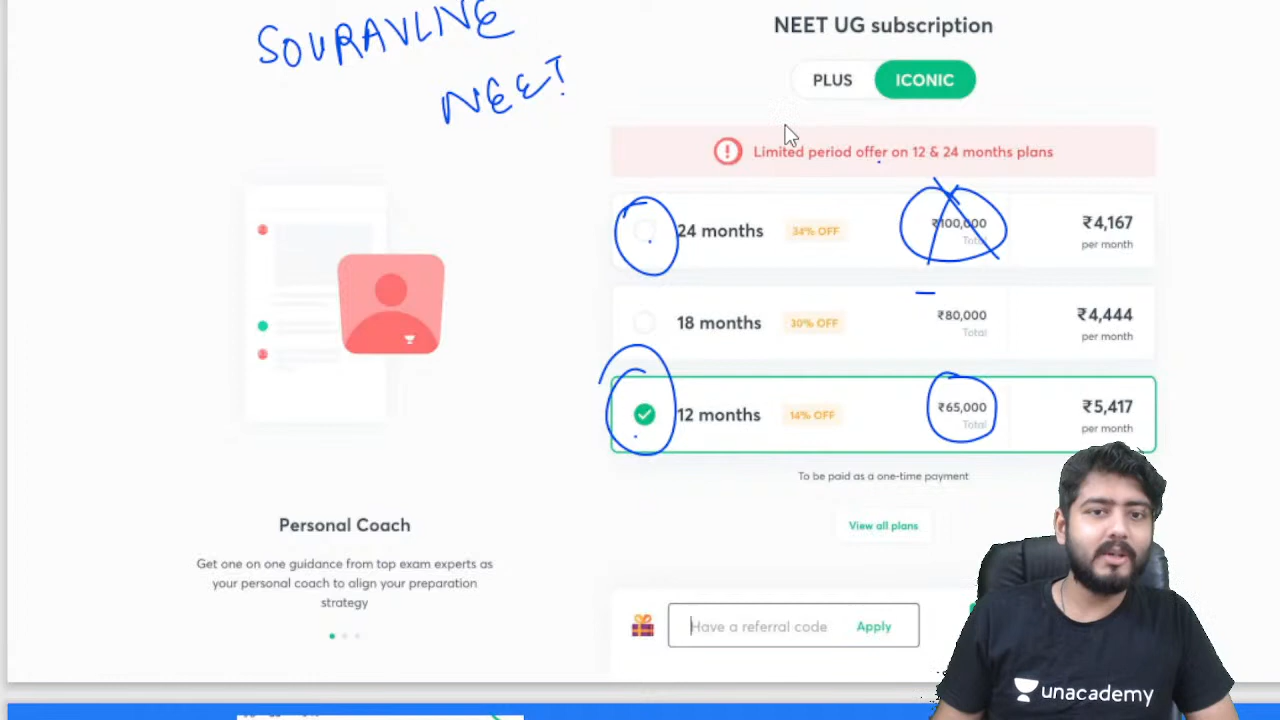 SOURAVLIVE
NEET
NEET UG subscription
PLUS
ICONIC
Limited period offer on 12 & 24 months plans
24 months
34% OFF
₹100,000
Total
₹4,167
per month
18 months
30% OFF
₹80,000
Total
₹4,444
per month
12 months
14% OFF
₹65,000
Total
₹5,417
per month
To be paid as a one-time payment
View all plans
Personal Coach
Get one on one guidance from top exam experts as
your personal coach to align your preparation
strategy
Have a referral code
Apply
unacademy